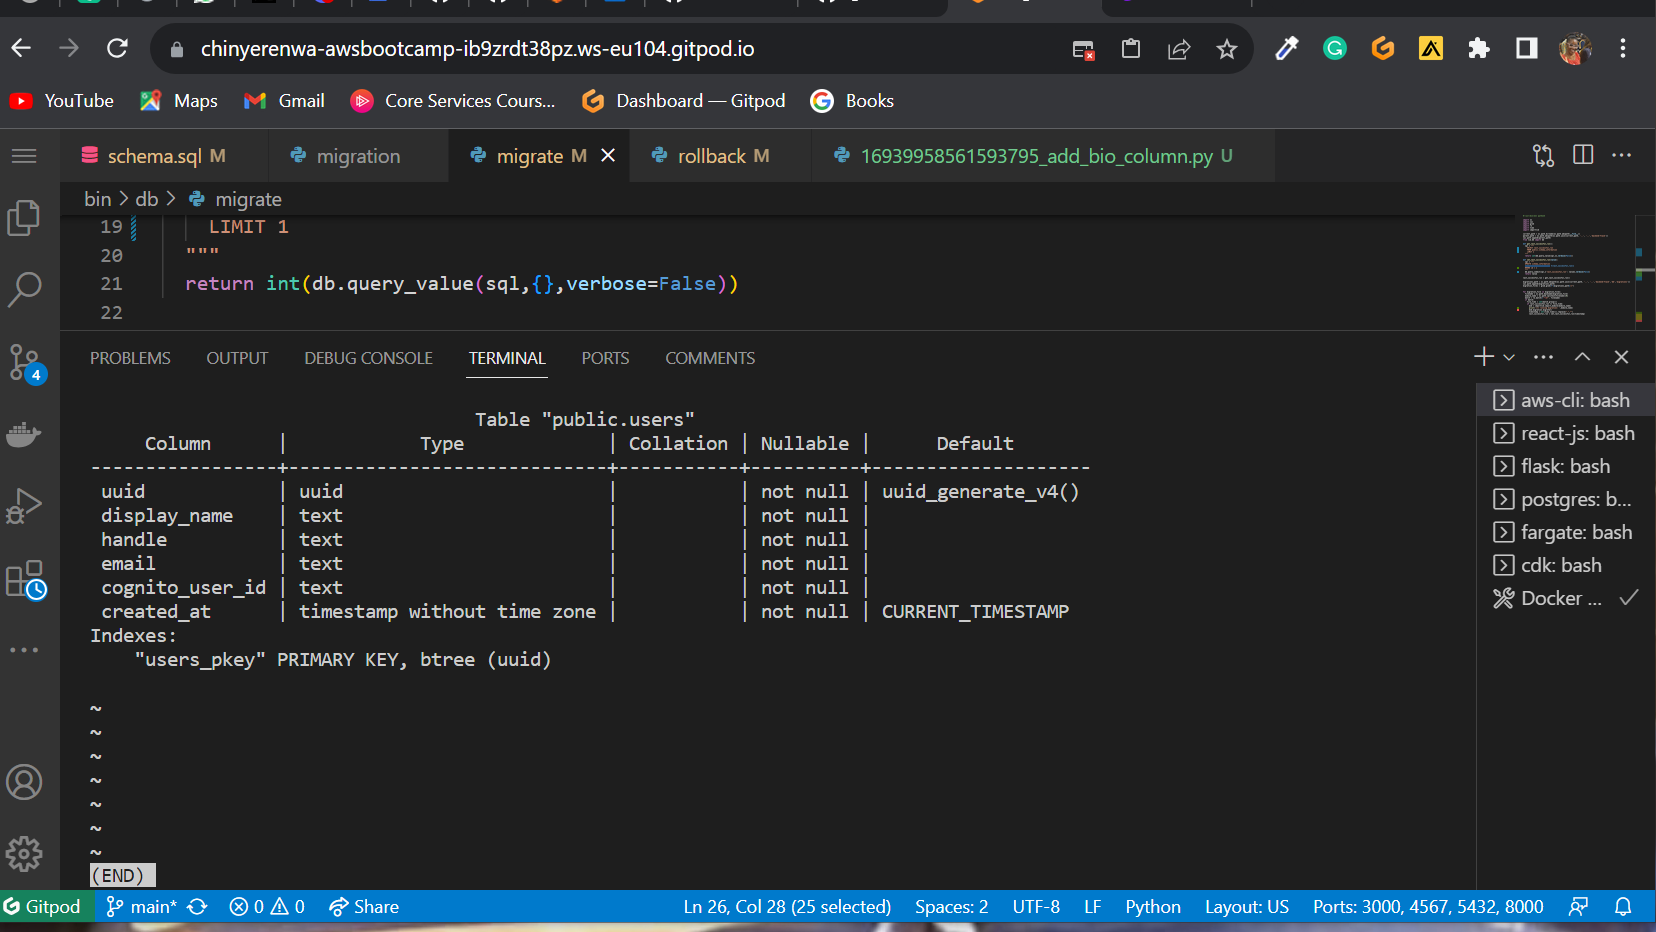 chinyerenwa-awsbootcamp-ib9zrdt38pz.ws-eu104.gitpod.io
YouTube Maps Gmail Core Services Cours... Dashboard — Gitpod Books
schema.sql M migration migrate M rollback M 16939958561593795_add_bio_column.py U
bin > db > migrate
19 LIMIT 1
20 """
21 return int(db.query_value(sql,{},verbose=False))
22
PROBLEMS OUTPUT DEBUG CONSOLE TERMINAL PORTS COMMENTS
Table "public.users"
Column | Type | Collation | Nullable | Default
-----------------+-----------------------------+-----------+----------+--------------------
uuid | uuid | | not null | uuid_generate_v4()
display_name | text | | not null |
handle | text | | not null |
email | text | | not null |
cognito_user_id | text | | not null |
created_at | timestamp without time zone | | not null | CURRENT_TIMESTAMP
Indexes:
"users_pkey" PRIMARY KEY, btree (uuid)
~
~
~
~
~
~
~
(END)
aws-cli: bash
react-js: bash
flask: bash
postgres: b...
fargate: bash
cdk: bash
Docker ...
4
Gitpod main* 0 0 Share Ln 26, Col 28 (25 selected) Spaces: 2 UTF-8 LF Python Layout: US Ports: 3000, 4567, 5432, 8000